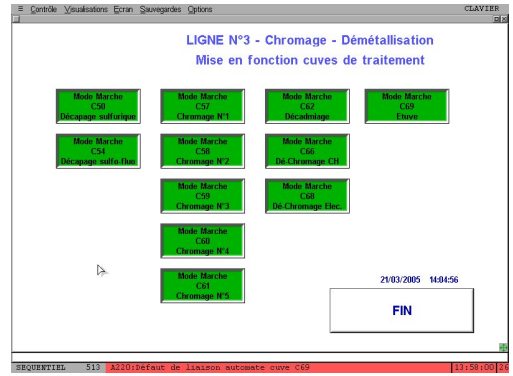 ≡ Contrôle Visualisations Ecran Sauvegardes Options CLAVIER
LIGNE N°3 - Chromage - Démétallisation
Mise en fonction cuves de traitement
Mode Marche
C50
Décapage sulfurique
Mode Marche
C57
Chromage N°1
Mode Marche
C62
Décadmiage
Mode Marche
C69
Etuve
Mode Marche
C54
Décapage sulfo-fluo
Mode Marche
C58
Chromage N°2
Mode Marche
C66
Dé-Chromage CH
Mode Marche
C59
Chromage N°3
Mode Marche
C68
Dé-Chromage Elec.
Mode Marche
C60
Chromage N°4
Mode Marche
C61
Chromage N°5
21/03/2005 14:04:56
FIN
SEQUENTIEL 513 A220:Défaut de liaison automate cuve C69 13:58:00 26